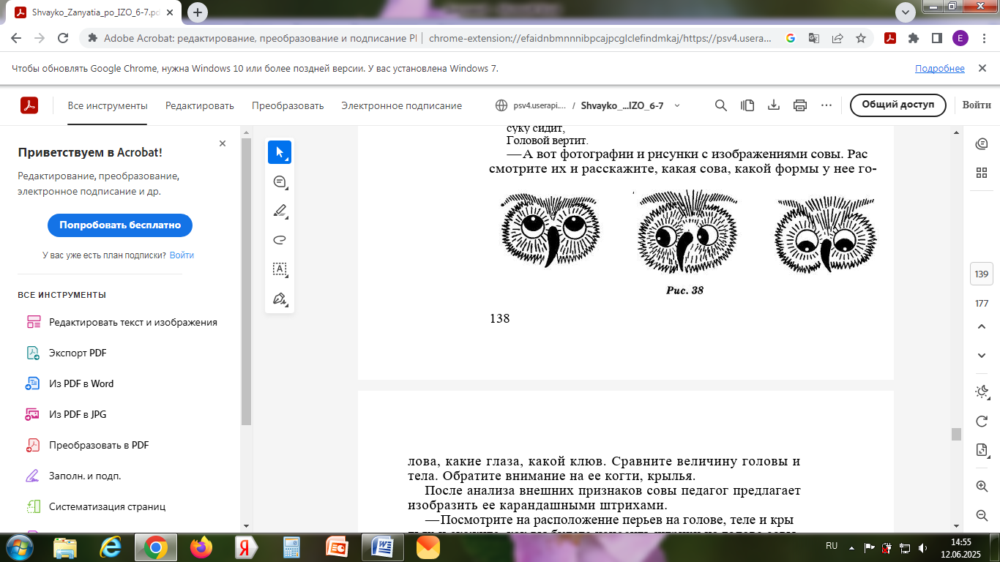 Shvayko_Zanyatia_po_IZO_6-7.pd
Adobe Acrobat: редактирование, преобразование и подписание PI
chrome-extension://efaidnbmnnnibpcajpcglclefindmkaj/https://psv4.usera...
E
Чтобы обновлять Google Chrome, нужна Windows 10 или более поздней версии. У вас установлена Windows 7.
Подробнее
Все инструменты
Редактировать
Преобразовать
Электронное подписание
psv4.userapi.... / Shvayko_...IZO_6-7
Общий доступ
Войти
Приветствуем в Acrobat!
Редактирование, преобразование,
электронное подписание и др.
Попробовать бесплатно
У вас уже есть план подписки? Войти
ВСЕ ИНСТРУМЕНТЫ
Редактировать текст и изображения
Экспорт PDF
Из PDF в Word
Из PDF в JPG
Преобразовать в PDF
Заполн. и подп.
Систематизация страниц
суку сидит,
Головой вертит.
—А вот фотографии и рисунки с изображениями совы. Рас
смотрите их и расскажите, какая сова, какой формы у нее го-
Рис. 38
138
лова, какие глаза, какой клюв. Сравните величину головы и
тела. Обратите внимание на ее когти, крылья.
После анализа внешних признаков совы педагог предлагает
изобразить ее карандашными штрихами.
—Посмотрите на расположение перьев на голове, теле и кры
139
177
RU
14:55
12.06.2025